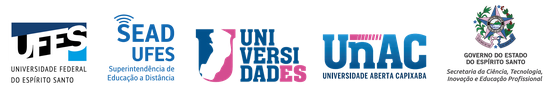 UFES
UNIVERSIDADE FEDERAL
DO ESPÍRITO SANTO
SEAD
UFES
Superintendência de
Educação a Distância
UNI
VERSI
DADES
UnAC
UNIVERSIDADE ABERTA CAPIXABA
GOVERNO DO ESTADO
DO ESPÍRITO SANTO
Secretaria da Ciência, Tecnologia,
Inovação e Educação Profissional